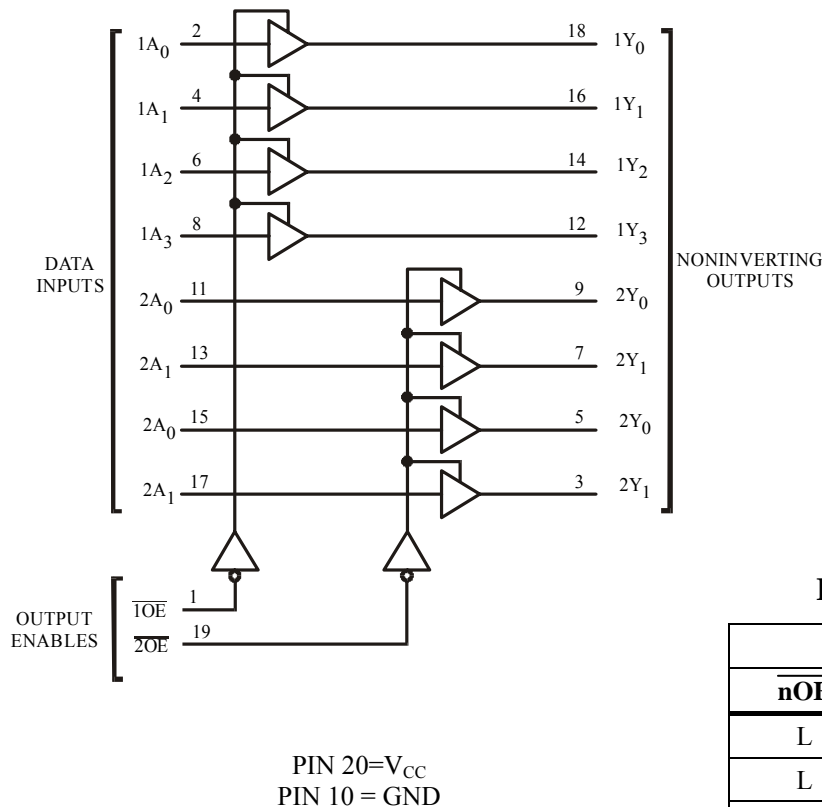 1A0 2 18 1Y0
1A1 4 16 1Y1
1A2 6 14 1Y2
1A3 8 12 1Y3
DATA
INPUTS
NONINVERTING
OUTPUTS
2A0 11 9 2Y0
2A1 13 7 2Y1
2A0 15 5 2Y0
2A1 17 3 2Y1
OUTPUT
ENABLES
1OE 1
2OE 19
PIN 20=VCC
PIN 10 = GND
L
L